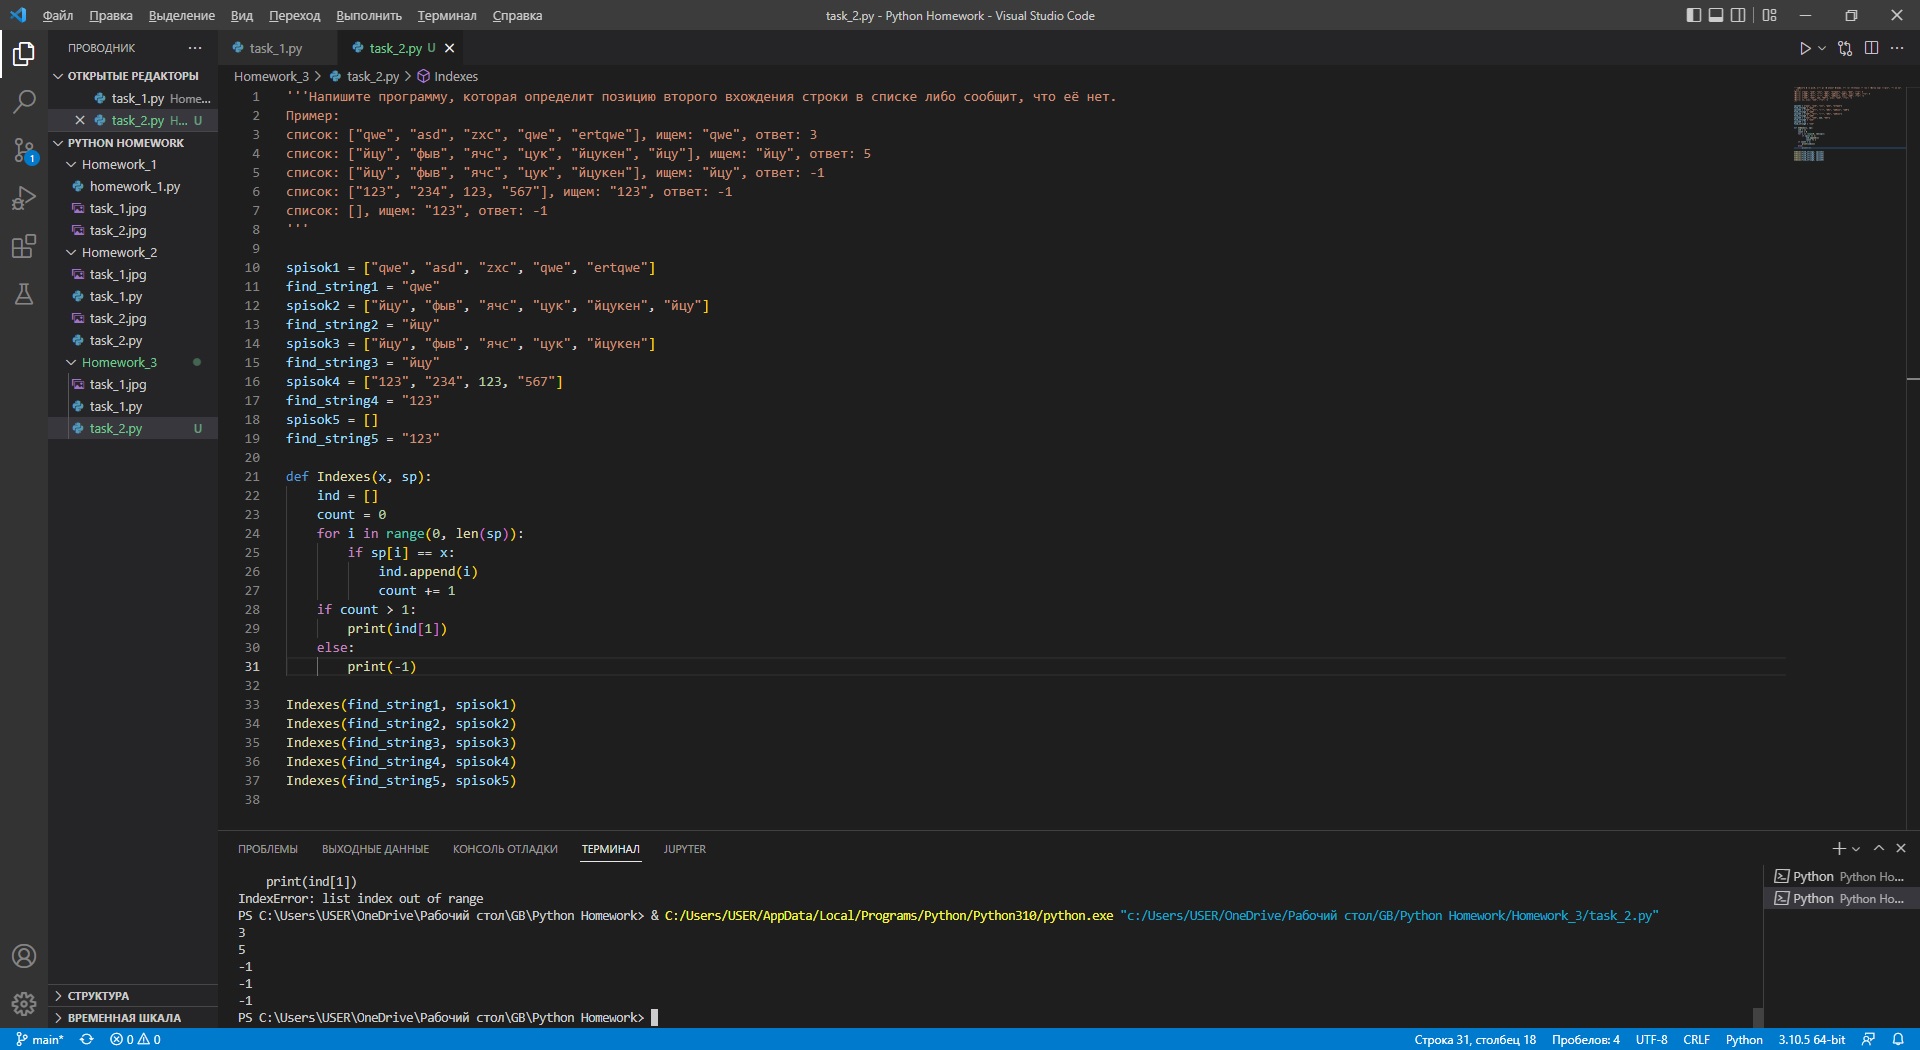 Файл Правка Выделение Вид Переход Выполнить Терминал Справка
task_2.py - Python Homework - Visual Studio Code
ПРОВОДНИК
ОТКРЫТЫЕ РЕДАКТОРЫ
task_1.py Home...
task_2.py H... U
PYTHON HOMEWORK
Homework_1
homework_1.py
task_1.jpg
task_2.jpg
Homework_2
task_1.jpg
task_1.py
task_2.jpg
task_2.py
Homework_3
task_1.jpg
task_1.py
task_2.py U
СТРУКТУРА
ВРЕМЕННАЯ ШКАЛА
1
task_1.py
task_2.py U
Homework_3 > task_2.py > Indexes
1 '''Напишите программу, которая определит позицию второго вхождения строки в списке либо сообщит, что её нет.
2 Пример:
3 список: ["qwe", "asd", "zxc", "qwe", "ertqwe"], ищем: "qwe", ответ: 3
4 список: ["йцу", "фыв", "ячс", "цук", "йцукен", "йцу"], ищем: "йцу", ответ: 5
5 список: ["йцу", "фыв", "ячс", "цук", "йцукен"], ищем: "йцу", ответ: -1
6 список: ["123", "234", 123, "567"], ищем: "123", ответ: -1
7 список: [], ищем: "123", ответ: -1
8 '''
9
10 spisok1 = ["qwe", "asd", "zxc", "qwe", "ertqwe"]
11 find_string1 = "qwe"
12 spisok2 = ["йцу", "фыв", "ячс", "цук", "йцукен", "йцу"]
13 find_string2 = "йцу"
14 spisok3 = ["йцу", "фыв", "ячс", "цук", "йцукен"]
15 find_string3 = "йцу"
16 spisok4 = ["123", "234", 123, "567"]
17 find_string4 = "123"
18 spisok5 = []
19 find_string5 = "123"
20
21 def Indexes(x, sp):
22     ind = []
23     count = 0
24     for i in range(0, len(sp)):
25         if sp[i] == x:
26             ind.append(i)
27             count += 1
28     if count > 1:
29         print(ind[1])
30     else:
31         print(-1)
32
33 Indexes(find_string1, spisok1)
34 Indexes(find_string2, spisok2)
35 Indexes(find_string3, spisok3)
36 Indexes(find_string4, spisok4)
37 Indexes(find_string5, spisok5)
38
ПРОБЛЕМЫ ВЫХОДНЫЕ ДАННЫЕ КОНСОЛЬ ОТЛАДКИ ТЕРМИНАЛ JUPYTER
    print(ind[1])
IndexError: list index out of range
PS C:\Users\USER\OneDrive\Рабочий стол\GB\Python Homework> & C:/Users/USER/AppData/Local/Programs/Python/Python310/python.exe "c:/Users/USER/OneDrive/Рабочий стол/GB/Python Homework/Homework_3/task_2.py"
3
5
-1
-1
-1
PS C:\Users\USER\OneDrive\Рабочий стол\GB\Python Homework>
Python Python Ho...
Python Python Ho...
main* 0 0 Строка 31, столбец 18 Пробелов: 4 UTF-8 CRLF Python 3.10.5 64-bit